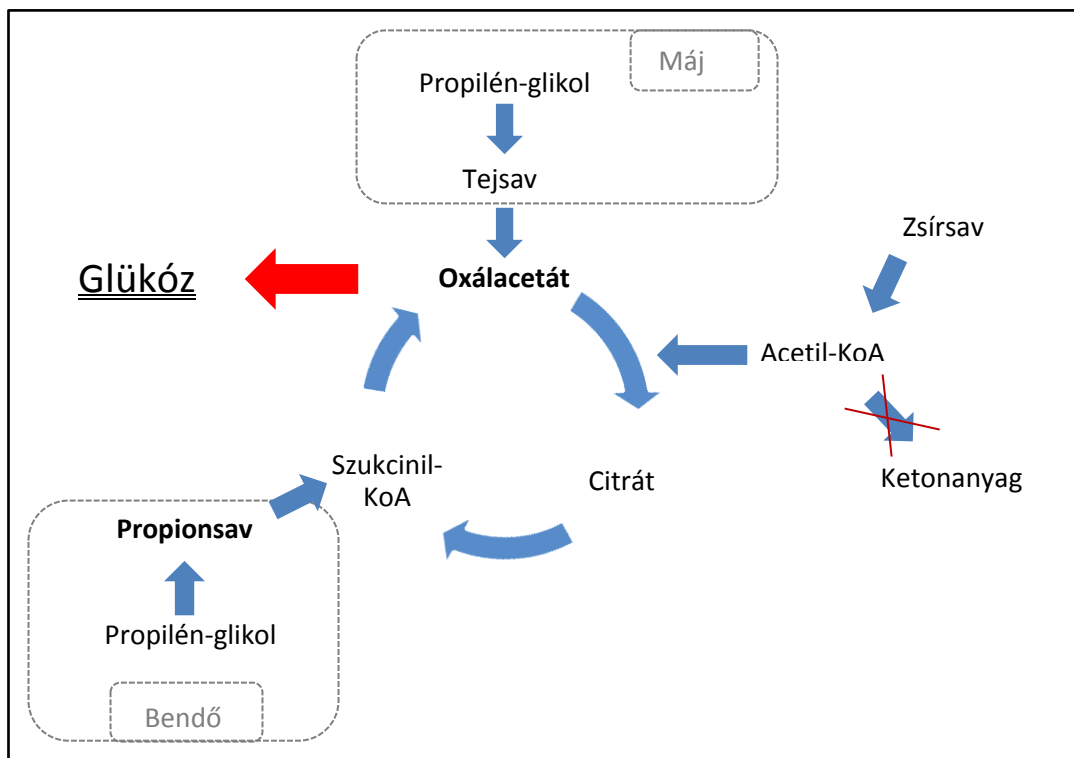 Máj
Propilén-glikol
Tejsav
Zsírsav
Glükóz
Oxálacetát
Acetil-KoA
Szukcinil-
KoA
Citrát
Ketonanyag
Propionsav
Propilén-glikol
Bendő